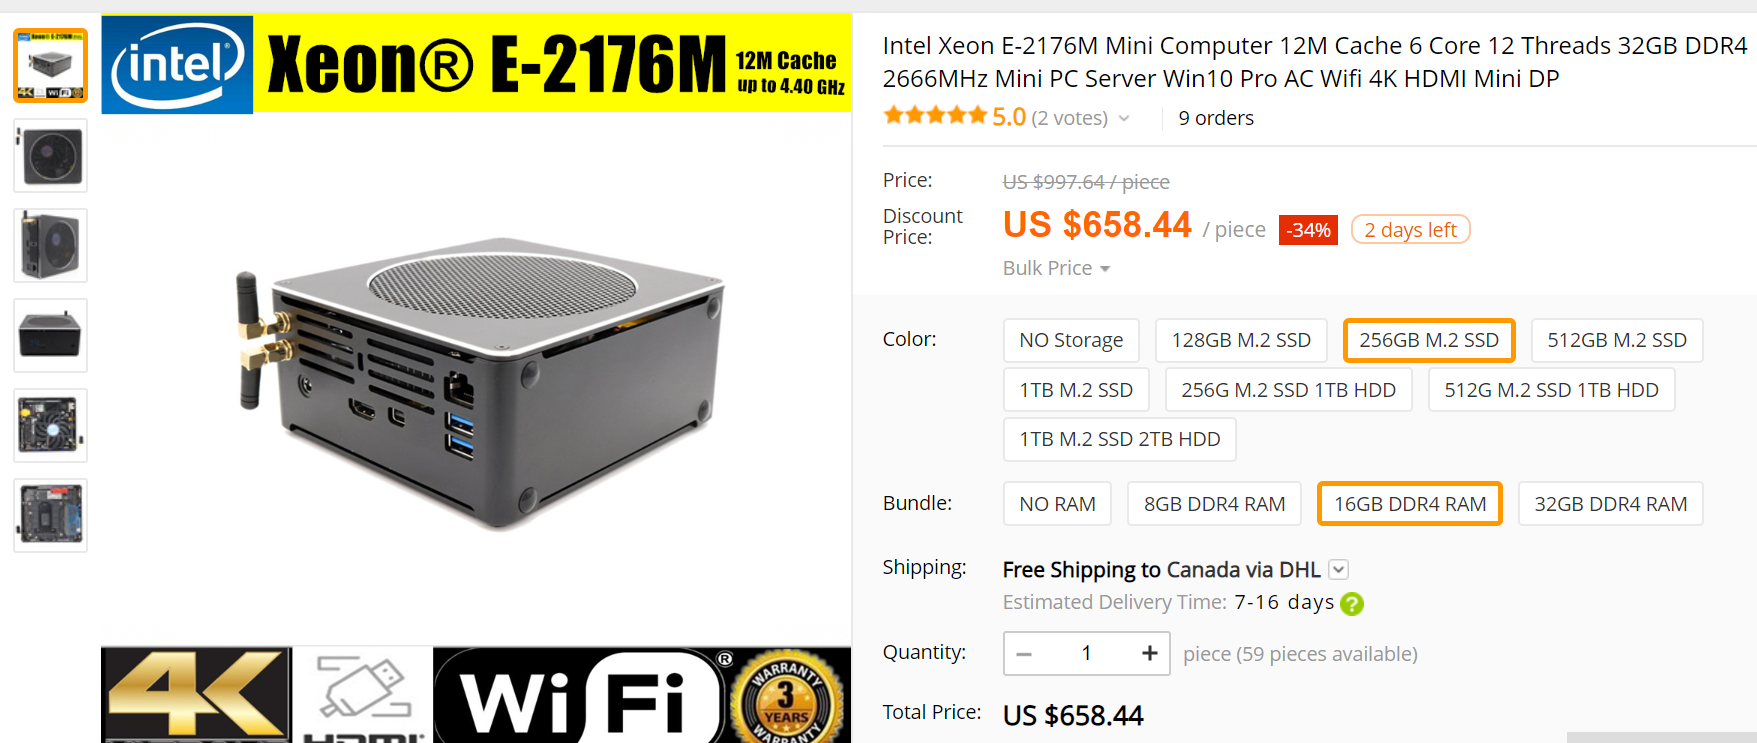 intel®
Xeon® E-2176M
12M Cache
up to 4.40 GHz
4K
HDMI
WiFi®
WARRANTY
3
YEARS
WARRANTY
Intel Xeon E-2176M Mini Computer 12M Cache 6 Core 12 Threads 32GB DDR4
2666MHz Mini PC Server Win10 Pro AC Wifi 4K HDMI Mini DP
5.0 (2 votes) 9 orders
Price: US $997.64 / piece
Discount Price: US $658.44 / piece -34% 2 days left
Bulk Price
Color: NO Storage 128GB M.2 SSD 256GB M.2 SSD 512GB M.2 SSD
1TB M.2 SSD 256G M.2 SSD 1TB HDD 512G M.2 SSD 1TB HDD
1TB M.2 SSD 2TB HDD
Bundle: NO RAM 8GB DDR4 RAM 16GB DDR4 RAM 32GB DDR4 RAM
Shipping: Free Shipping to Canada via DHL
Estimated Delivery Time: 7-16 days ?
Quantity: − 1 + piece (59 pieces available)
Total Price: US $658.44